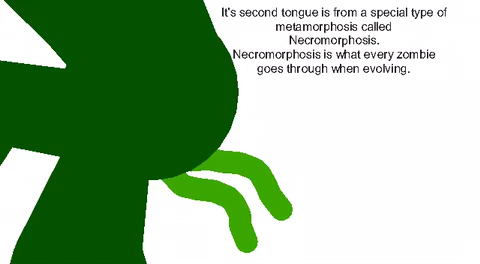 It's second tongue is from a special type of
metamorphosis called
Necromorphosis.
Necromorphosis is what every zombie
goes through when evolving.